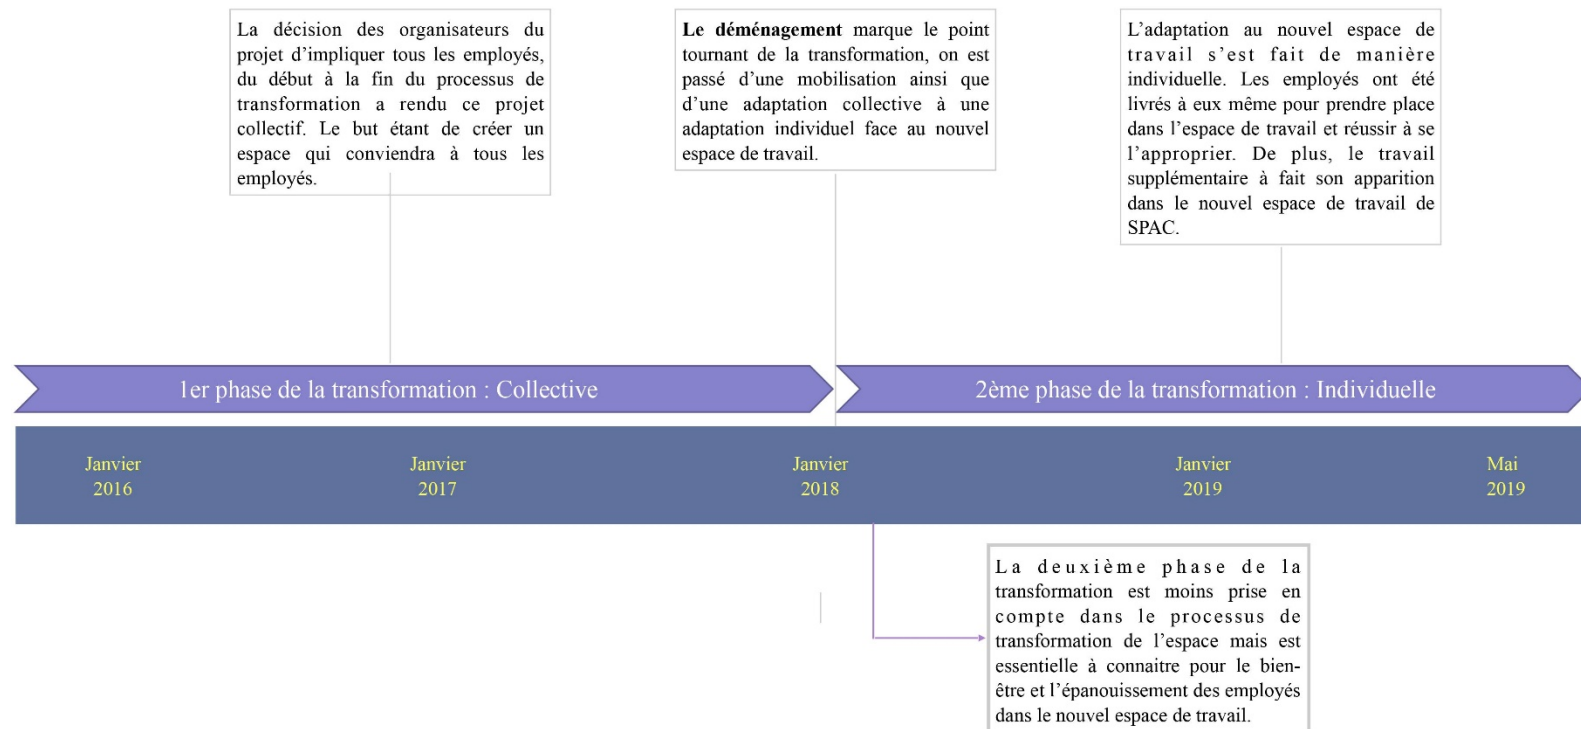 La décision des organisateurs du
projet d'impliquer tous les employés,
du début à la fin du processus de
transformation a rendu ce projet
collectif. Le but étant de créer un
espace qui conviendra à tous les
employés.
Le déménagement marque le point
tournant de la transformation, on est
passé d'une mobilisation ainsi que
d'une adaptation collective à une
adaptation individuel face au nouvel
espace de travail.
L'adaptation au nouvel espace de
travail s'est fait de manière
individuelle. Les employés ont été
livrés à eux même pour prendre place
dans l'espace de travail et réussir à se
l'approprier. De plus, le travail
supplémentaire à fait son apparition
dans le nouvel espace de travail de
SPAC.
1er phase de la transformation : Collective
2ème phase de la transformation : Individuelle
Janvier
2016
Janvier
2017
Janvier
2018
Janvier
2019
Mai
2019
La deuxième phase de la
transformation est moins prise en
compte dans le processus de
transformation de l'espace mais est
essentielle à connaitre pour le bien-
être et l'épanouissement des employés
dans le nouvel espace de travail.